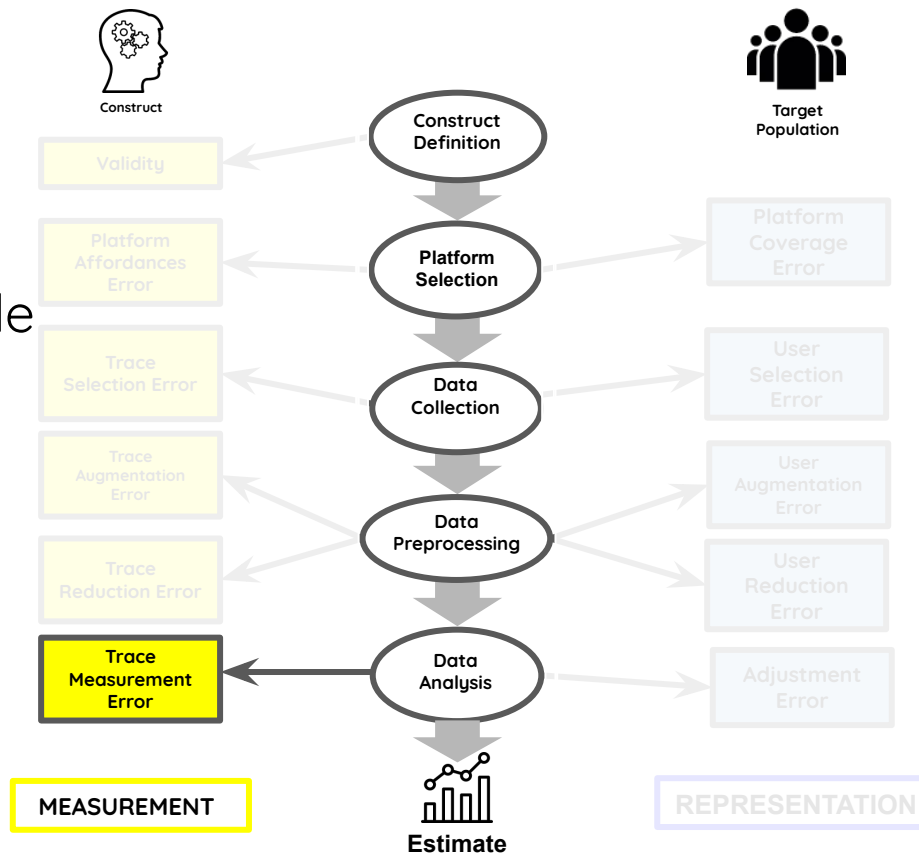 Construct
Target
Population
Construct
Definition
Validity
Platform
Affordances
Error
Platform
Selection
Platform
Coverage
Error
le
Trace
Selection Error
Data
Collection
User
Selection
Error
Trace
Augmentation
Error
Data
Preprocessing
User
Augmentation
Error
Trace
Reduction Error
User
Reduction
Error
Trace
Measurement
Error
Data
Analysis
Adjustment
Error
MEASUREMENT
Estimate
REPRESENTATION